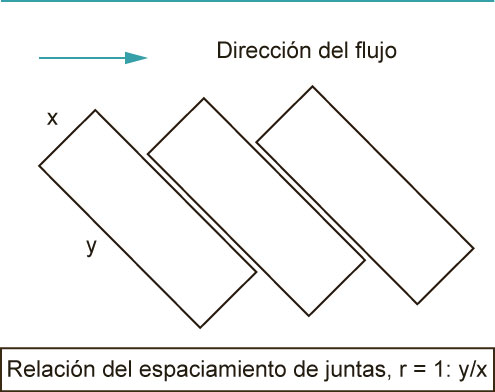 Dirección del flujo
x
y
Relación del espaciamiento de juntas, r = 1: y/x